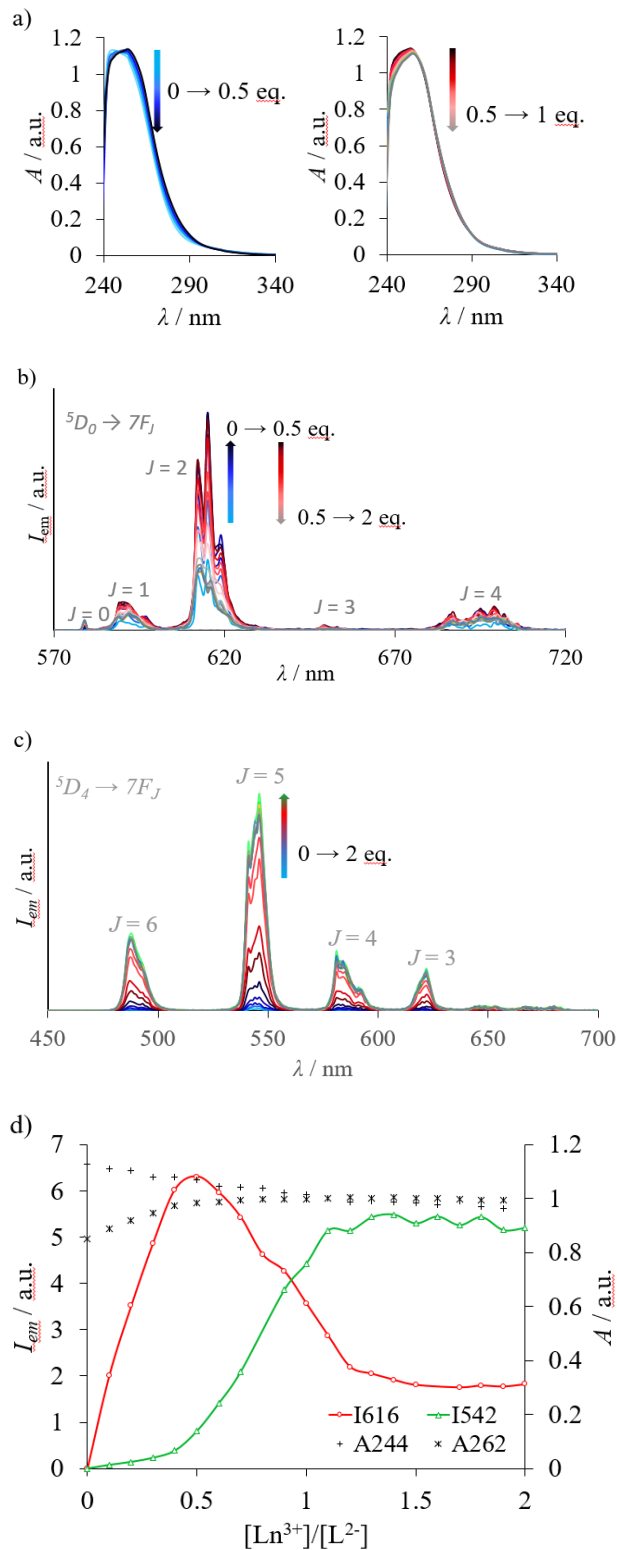 a)
1.2
1
0.8
0.6
0.4
0.2
0
A / a.u.
0 → 0.5 eq.
240 290 340
λ / nm
1.2
1
0.8
0.6
0.4
0.2
0
A / a.u.
0.5 → 1 eq.
240 290 340
λ / nm
b)
⁵D₀ → 7F_J
0 → 0.5 eq.
J = 2
0.5 → 2 eq.
I_em / a.u.
J = 1
J = 0
J = 3
J = 4
570 620 670 720
λ / nm
c)
⁵D₄ → 7F_J
J = 5
0 → 2 eq.
I_em / a.u.
J = 6
J = 4
J = 3
450 500 550 600 650 700
λ / nm
d)
7 1.2
6 1
5 0.8
4
3 0.6
2 0.4
1 0.2
0 0
I_em / a.u.
A / a.u.
I616 I542
A244 A262
0 0.5 1 1.5 2
[Ln³⁺]/[L²⁻]